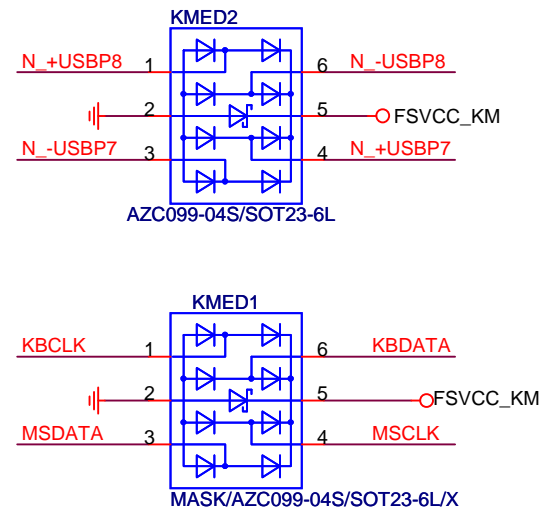 KMED2
N_+USBP8 1 6 N_-USBP8
2 5 FSVCC_KM
N_-USBP7 3 4 N_+USBP7
AZC099-04S/SOT23-6L
KMED1
KBCLK 1 6 KBDATA
2 5 FSVCC_KM
MSDATA 3 4 MSCLK
MASK/AZC099-04S/SOT23-6L/X